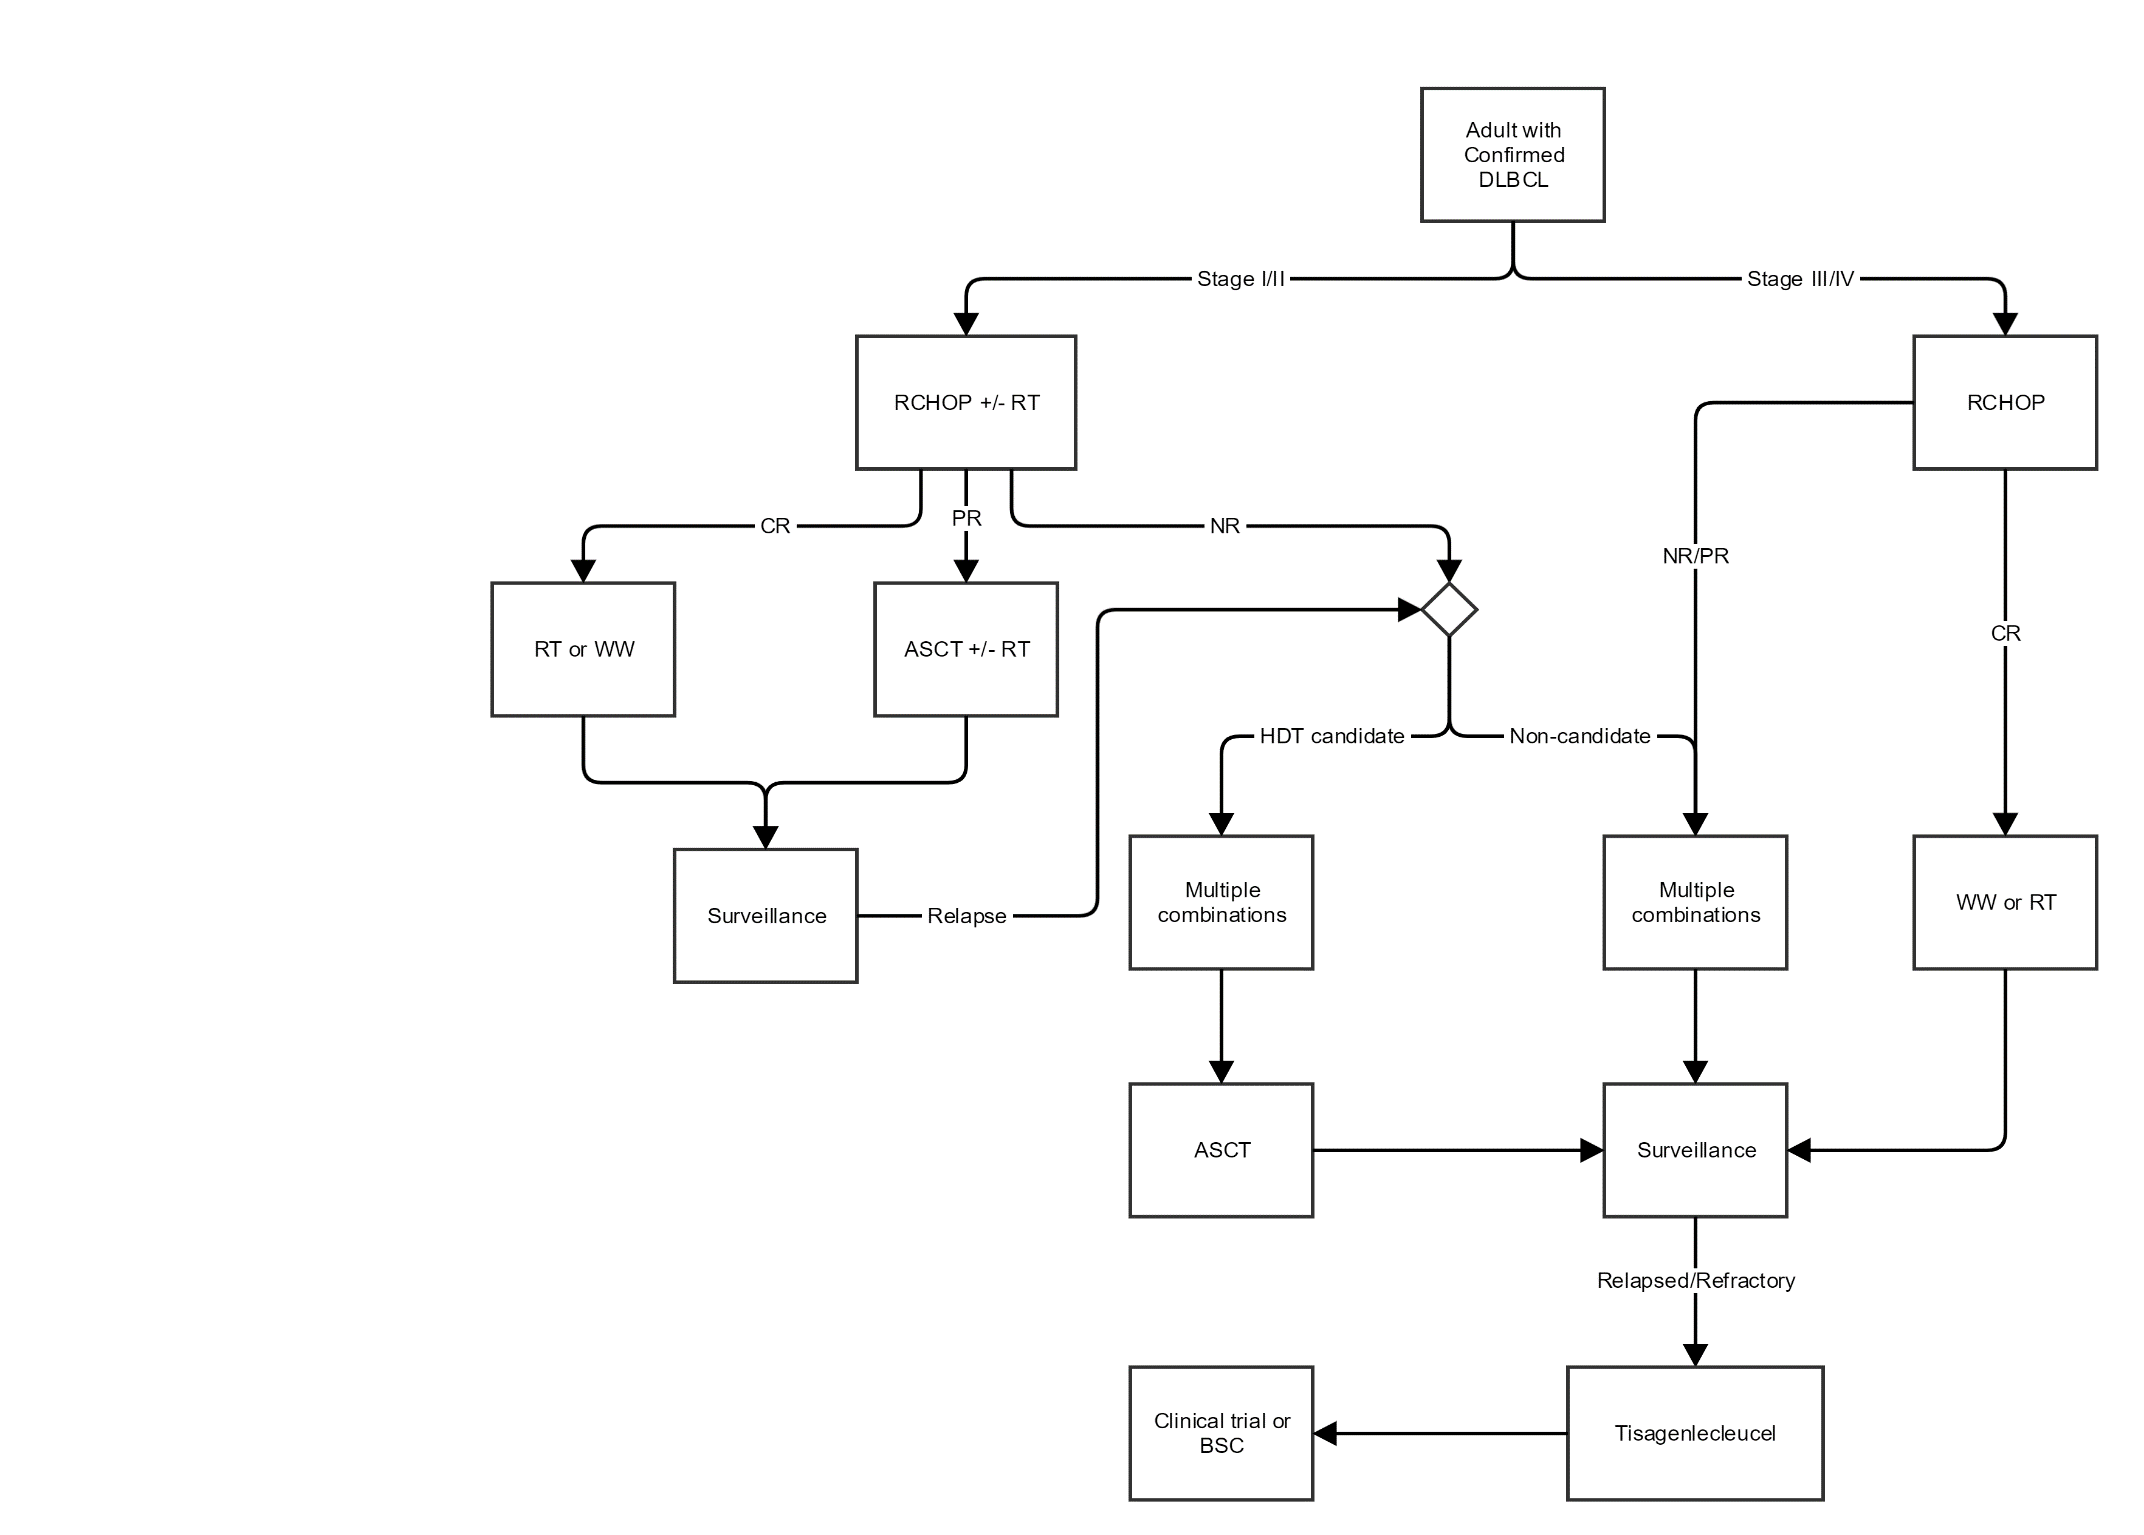 Adult with
Confirmed
DLBCL
Stage I/II
Stage III/IV
RCHOP +/- RT
RCHOP
CR
PR
NR
NR/PR
CR
RT or WW
ASCT +/- RT
HDT candidate
Non-candidate
Surveillance
Relapse
Multiple
combinations
Multiple
combinations
WW or RT
ASCT
Surveillance
Relapsed/Refractory
Clinical trial or
BSC
Tisagenlecleucel